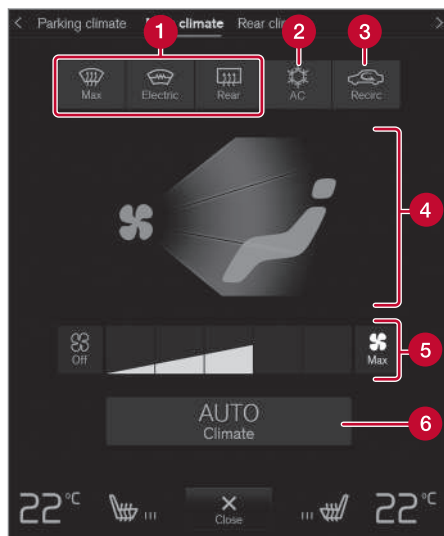 Parking climate climate Rear cli
1 2 3
Max Electric Rear AC Recirc
4
Off Max
5
AUTO
Climate
6
22°C 22°C
Close